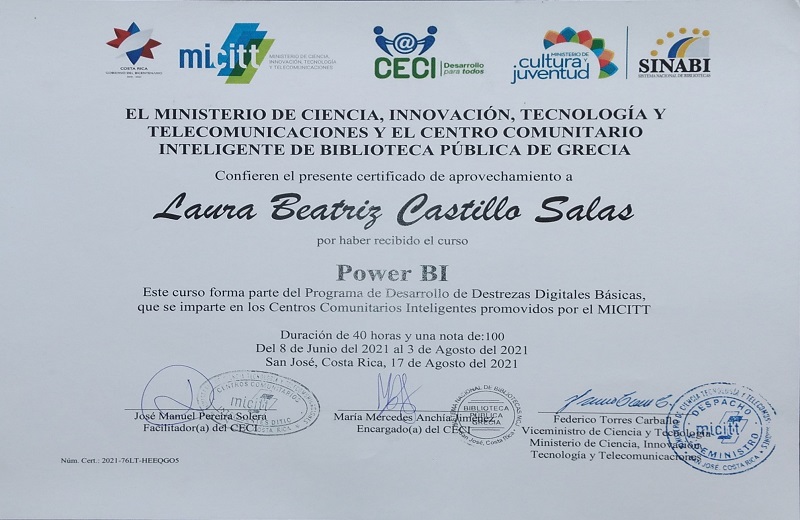 COSTA RICA
GOBIERNO DEL BICENTENARIO
micitt
MINISTERIO DE CIENCIA,
INNOVACIÓN, TECNOLOGÍA
Y TELECOMUNICACIONES
@
CECI
Desarrollo
para todos
MINISTERIO DE
cultura y
juventud
SINABI
SISTEMA NACIONAL DE BIBLIOTECAS
EL MINISTERIO DE CIENCIA, INNOVACIÓN, TECNOLOGÍA Y
TELECOMUNICACIONES Y EL CENTRO COMUNITARIO
INTELIGENTE DE BIBLIOTECA PÚBLICA DE GRECIA
Confieren el presente certificado de aprovechamiento a
Laura Beatriz Castillo Salas
por haber recibido el curso
Power BI
Este curso forma parte del Programa de Desarrollo de Destrezas Digitales Básicas,
que se imparte en los Centros Comunitarios Inteligentes promovidos por el MICITT
Duración de 40 horas y una nota de:100
Del 8 de Junio del 2021 al 3 de Agosto del 2021
San José, Costa Rica, 17 de Agosto del 2021
CENTROS COMUNITARIOS
micitt
COSTA RICA
José Manuel Pereira Solera
Facilitador(a) del CECI
BIBLIOTECA
PÚBLICA
GRECIA
San José, Costa Rica
María Mercedes Anchia Jiménez
Encargado(a) del CECI
DESPACHO
micitt
VICEMINISTRO
SAN JOSÉ, COSTA RICA
Federico Torres Carballo
Viceministro de Ciencia y Tecnología
Ministerio de Ciencia, Innovación,
Tecnología y Telecomunicaciones
Núm. Cert.: 2021-76LT-HEEQGO5